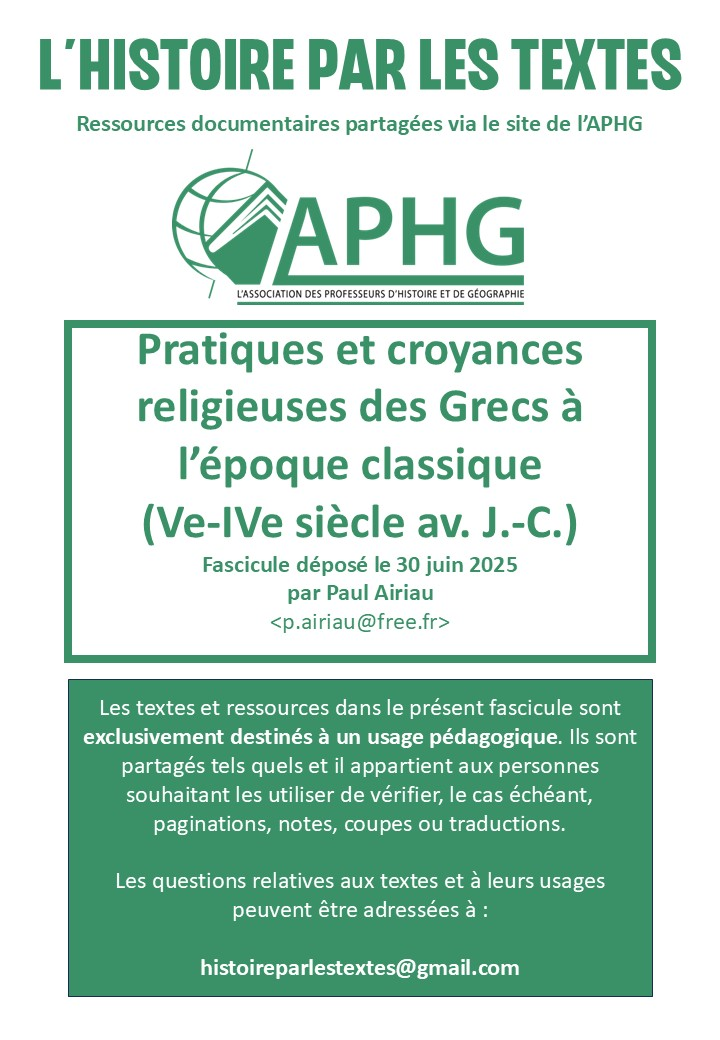 L'HISTOIRE PAR LES TEXTES
Ressources documentaires partagées via le site de l’APHG
APHG
L'ASSOCIATION DES PROFESSEURS D'HISTOIRE ET DE GÉOGRAPHIE
Pratiques et croyances
religieuses des Grecs à
l’époque classique
(Ve-IVe siècle av. J.-C.)
Fascicule déposé le 30 juin 2025
par Paul Airiau
<p.airiau@free.fr>
Les textes et ressources dans le présent fascicule sont
exclusivement destinés à un usage pédagogique. Ils sont
partagés tels quels et il appartient aux personnes
souhaitant les utiliser de vérifier, le cas échéant,
paginations, notes, coupes ou traductions.
Les questions relatives aux textes et à leurs usages
peuvent être adressées à :
histoireparlestextes@gmail.com